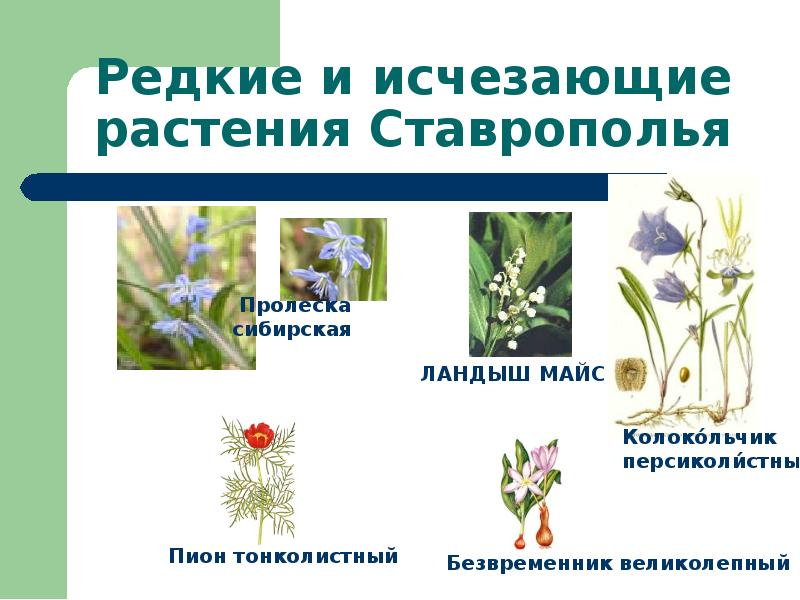 Редкие и исчезающие
растения Ставрополья
Пролеска
сибирская
ЛАНДЫШ МАЙС
Колоко́льчик
персиколи́стны
Пион тонколистный
Безвременник великолепный